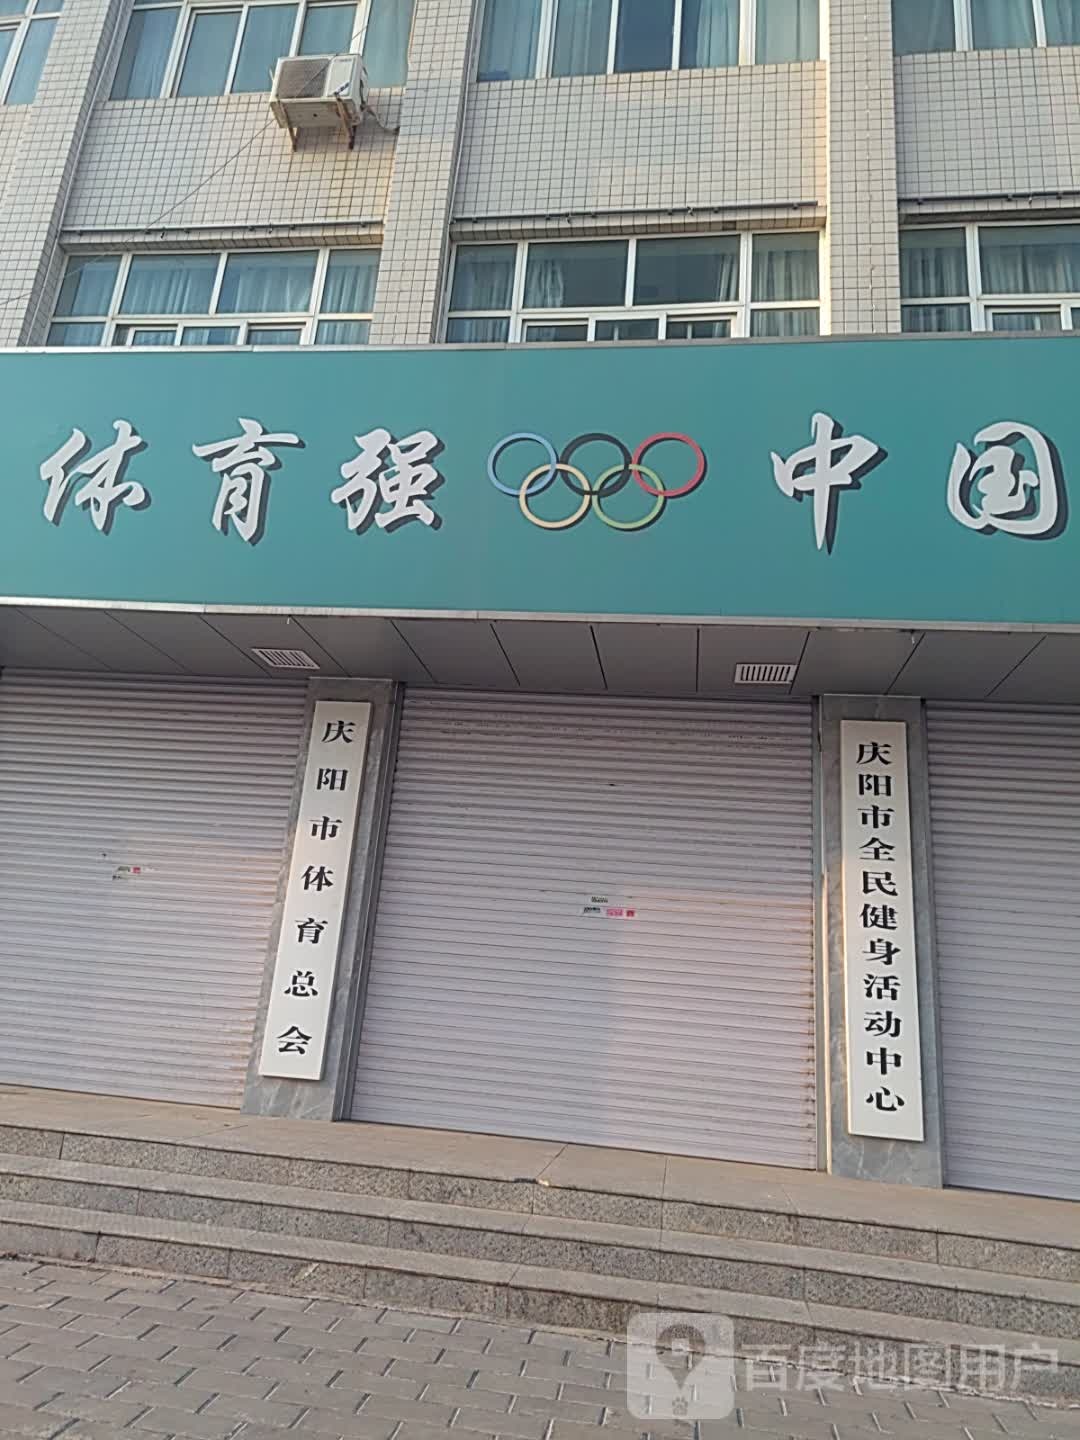 体育强 中国
庆阳市体育总会
庆阳市全民健身活动中心
百度地图用户